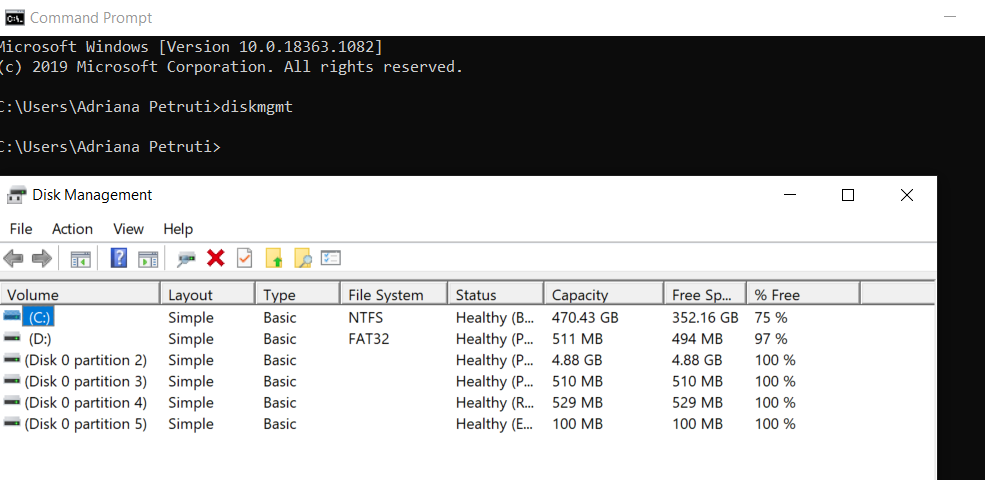 Command Prompt
Microsoft Windows [Version 10.0.18363.1082]
(c) 2019 Microsoft Corporation. All rights reserved.
C:\Users\Adriana Petruti>diskmgmt
C:\Users\Adriana Petruti>
Disk Management
File Action View Help
Volume Layout Type File System Status Capacity Free Sp... % Free
(C:) Simple Basic NTFS Healthy (B... 470.43 GB 352.16 GB 75 %
(D:) Simple Basic FAT32 Healthy (P... 511 MB 494 MB 97 %
(Disk 0 partition 2) Simple Basic Healthy (P... 4.88 GB 4.88 GB 100 %
(Disk 0 partition 3) Simple Basic Healthy (P... 510 MB 510 MB 100 %
(Disk 0 partition 4) Simple Basic Healthy (R... 529 MB 529 MB 100 %
(Disk 0 partition 5) Simple Basic Healthy (E... 100 MB 100 MB 100 %